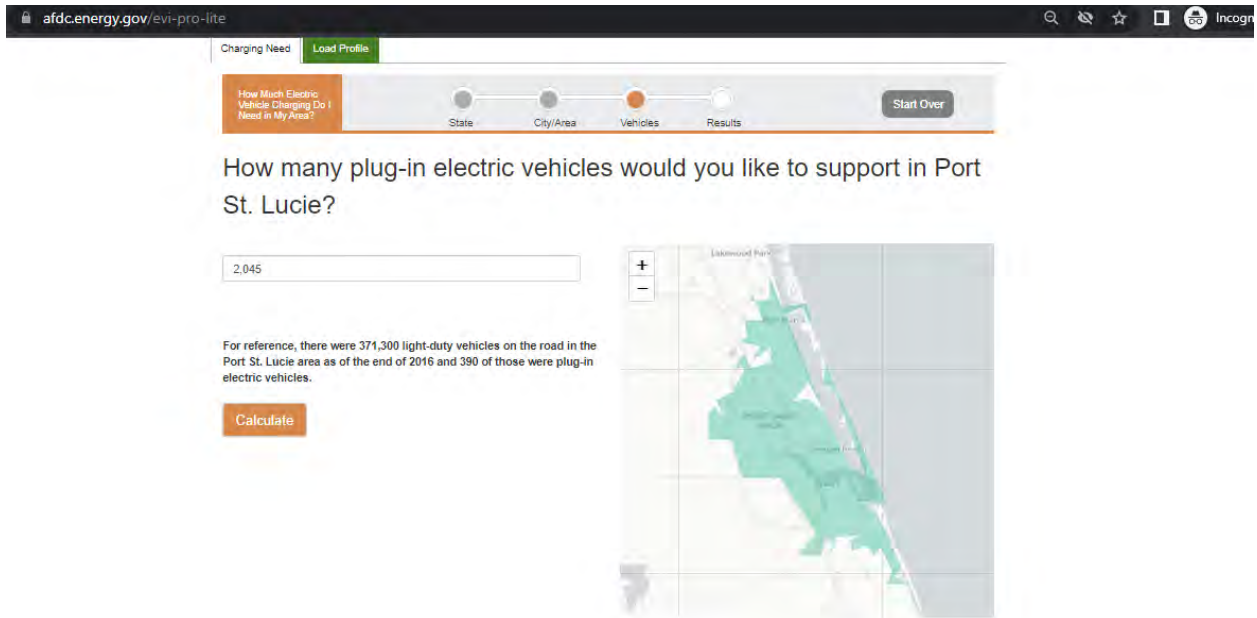 afdc.energy.gov/evi-pro-lite
Incogn
Charging Need
Load Profile
How Much Electric
Vehicle Charging Do I
Need in My Area?
State
City/Area
Vehicles
Results
Start Over
How many plug-in electric vehicles would you like to support in Port
St. Lucie?
2,045
+
−
Lakewood Park
For reference, there were 371,300 light-duty vehicles on the road in the
Port St. Lucie area as of the end of 2016 and 390 of those were plug-in
electric vehicles.
Calculate